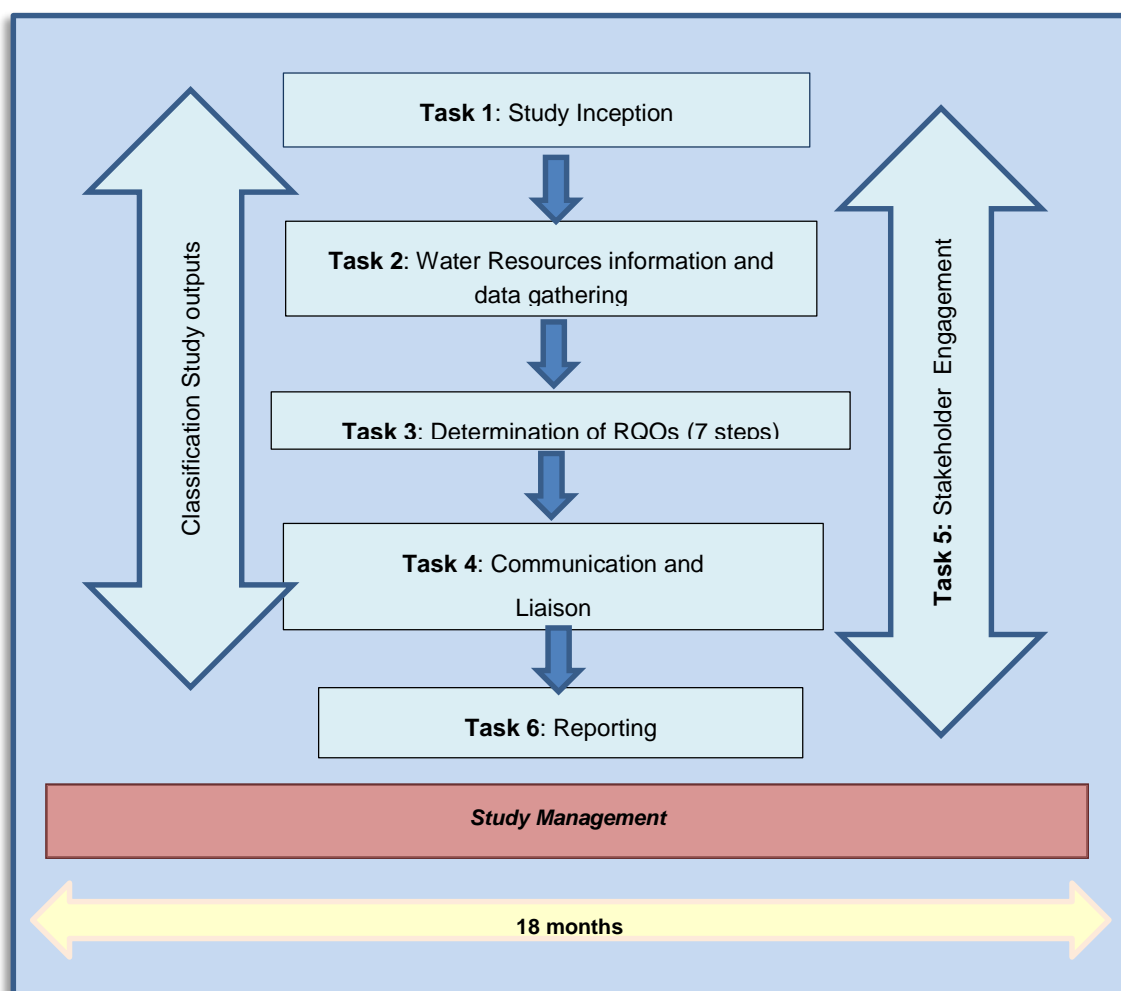 Task 1: Study Inception
Task 2: Water Resources information and
data gathering
Task 3: Determination of RQOs (7 steps)
Task 4: Communication and
Liaison
Task 6: Reporting
Classification Study outputs
Task 5: Stakeholder Engagement
Study Management
18 months